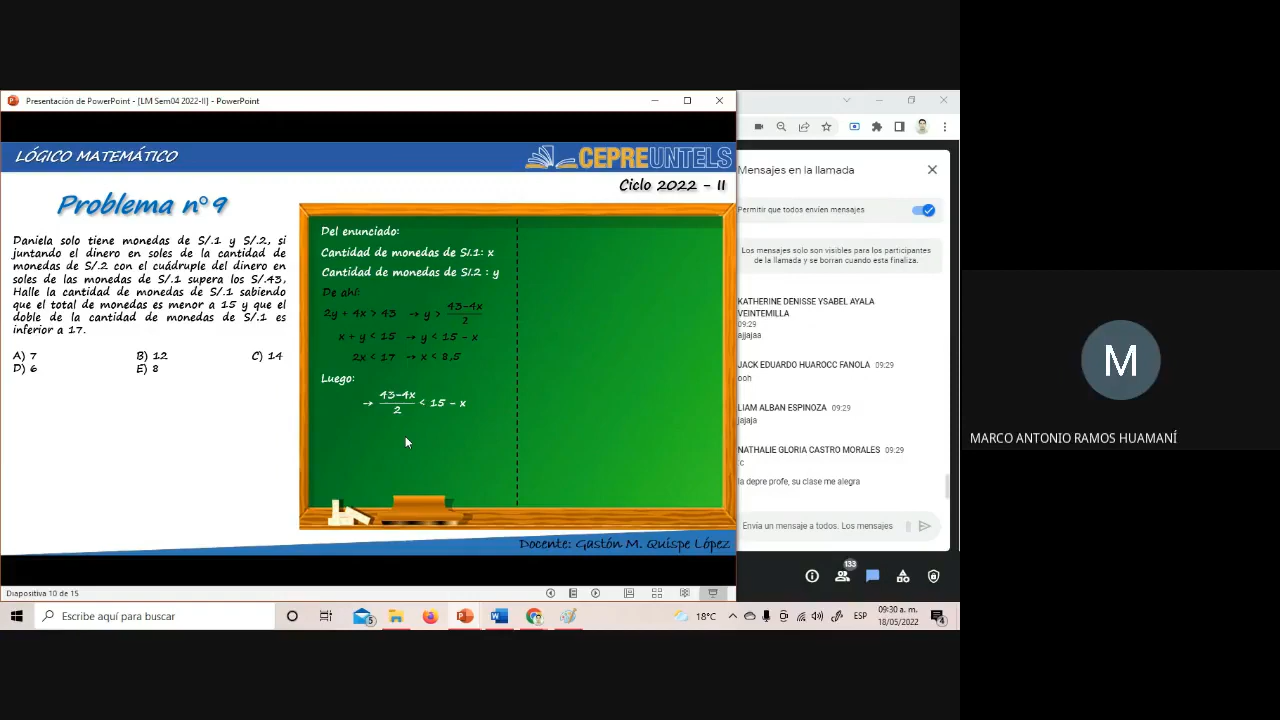 Presentación de PowerPoint - [LM Sem04 2022-II] - PowerPoint
LÓGICO MATEMÁTICO
CEPREUNTELS
Ciclo 2022 - II
Problema n° 9
Daniela solo tiene monedas de S/.1 y S/.2, si
juntando el dinero en soles de la cantidad de
monedas de S/.2 con el cuádruple del dinero en
soles de las monedas de S/.1 supera los S/.43,
Halle la cantidad de monedas de S/.1 sabiendo
que el total de monedas es menor a 15 y que el
doble de la cantidad de monedas de S/.1 es
inferior a 17.
A) 7 B) 12 C) 14
D) 6 E) 8
Del enunciado:
Cantidad de monedas de S/.1: x
Cantidad de monedas de S/.2 : y
De ahí:
2y + 4x > 43 → y > (43-4x)/2
x + y < 15 → y < 15 - x
2x < 17 → x < 8,5
Luego:
→ (43-4x)/2 < 15 - x
Docente: Gastón M. Quispe López
Diapositiva 10 de 15
Mensajes en la llamada
Permitir que todos envíen mensajes
Los mensajes solo son visibles para los participantes
de la llamada y se borran cuando esta finaliza.
KATHERINE DENISSE YSABEL AYALA
VEINTEMILLA
09:29
ajjajaa
JACK EDUARDO HUAROCC FANOLA 09:29
ooh
LIAM ALBAN ESPINOZA 09:29
jajaja
NATHALIE GLORIA CASTRO MORALES 09:29
:c
la depre profe, su clase me alegra
Envía un mensaje a todos. Los mensajes
133
M
MARCO ANTONIO RAMOS HUAMANÍ
Escribe aquí para buscar
5
18°C
ESP
09:30 a. m.
18/05/2022
4